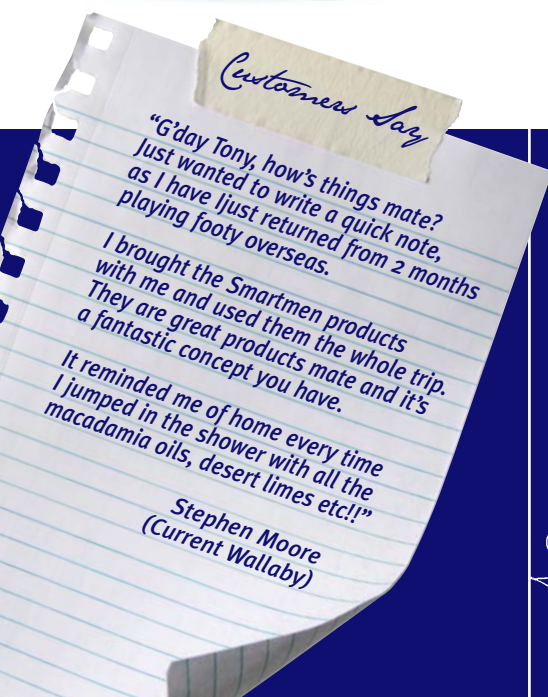 Customers Say
“G’day Tony, how’s things mate?
Just wanted to write a quick note,
as I have Ijust returned from 2 months
playing footy overseas.
I brought the Smartmen products
with me and used them the whole trip.
They are great products mate and it’s
a fantastic concept you have.
It reminded me of home every time
I jumped in the shower with all the
macadamia oils, desert limes etc!!”
Stephen Moore
(Current Wallaby)